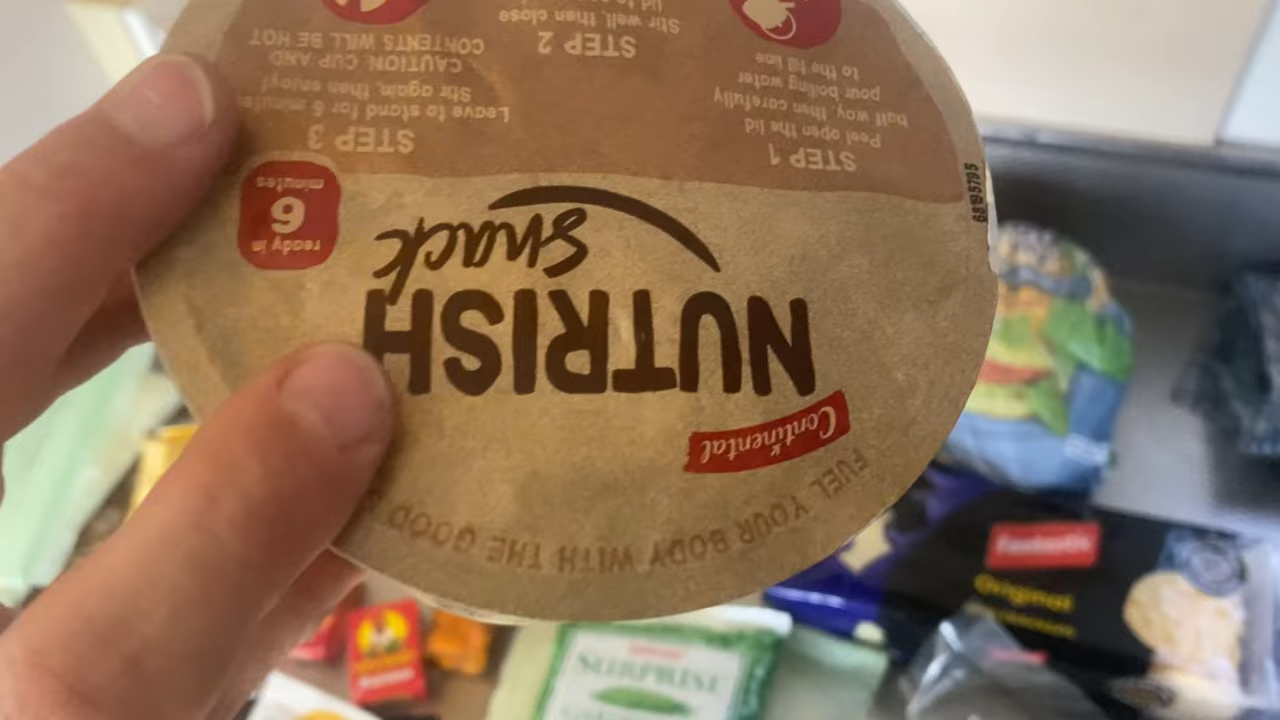 FUEL YOUR BODY WITH THE GOOD
Continental
NUTRISH
Snack
ready in
6
minutes
STEP 1
Peel open the lid
half way, then carefully
pour boiling water
to the fill line
STEP 2
Stir well, then close
STEP 3
Leave to stand for 6 minutes
Stir again, then enjoy!
CAUTION: CUP AND
CONTENTS WILL BE HOT
68195795
Fantastic
Original
SURPRISE